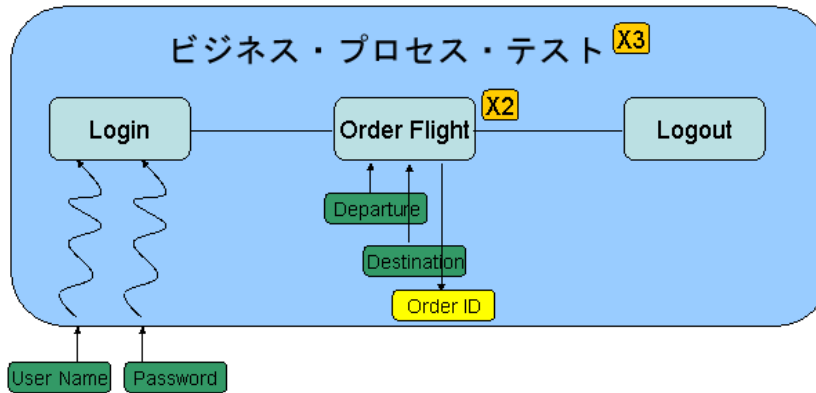 ビジネス・プロセス・テスト X3
Login
Order Flight X2
Logout
Departure
Destination
Order ID
User Name
Password